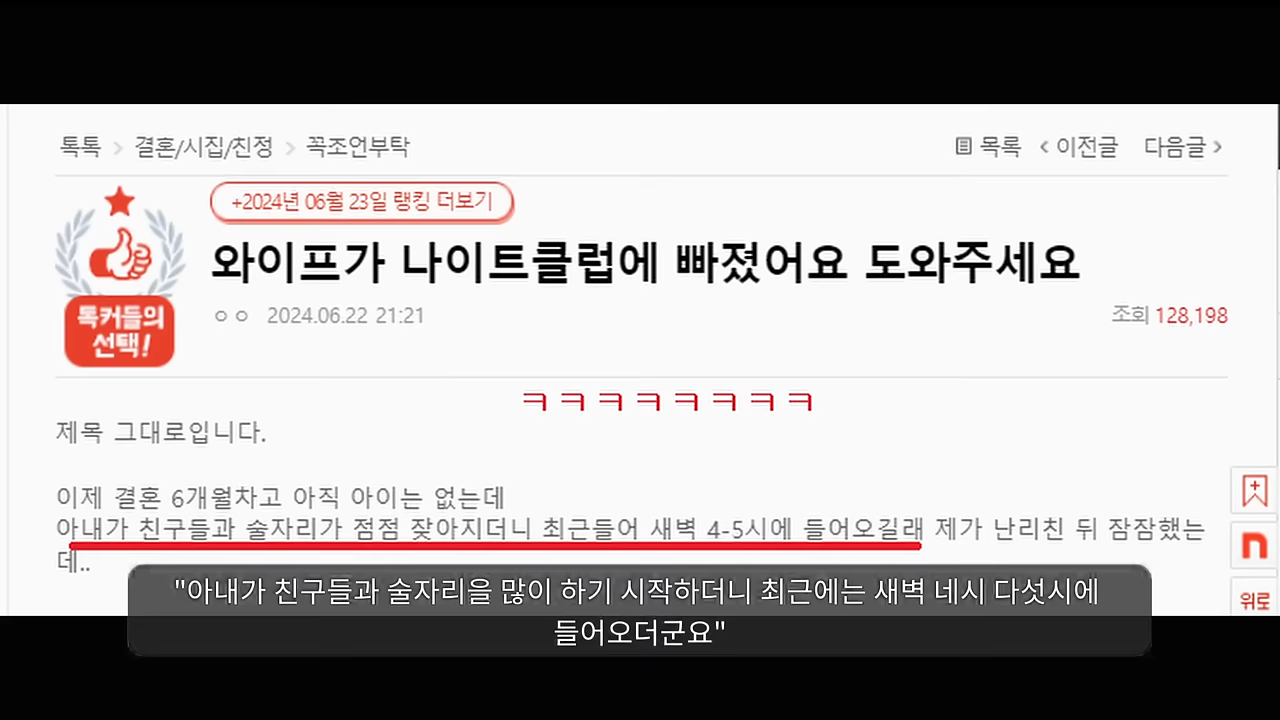 톡톡 > 결혼/시집/친정 > 꼭조언부탁
목록 < 이전글 다음글 >
+2024년 06월 23일 랭킹 더보기
와이프가 나이트클럽에 빠졌어요 도와주세요
톡커들의
선택!
ㅇㅇ 2024.06.22 21:21
조회 128,198
ㅋㅋㅋㅋㅋㅋㅋㅋ
제목 그대로입니다.
이제 결혼 6개월차고 아직 아이는 없는데
아내가 친구들과 술자리가 점점 잦아지더니 최근들어 새벽 4-5시에 들어오길래 제가 난리친 뒤 잠잠했는
데..
n
위로
"아내가 친구들과 술자리을 많이 하기 시작하더니 최근에는 새벽 네시 다섯시에
들어오더군요"